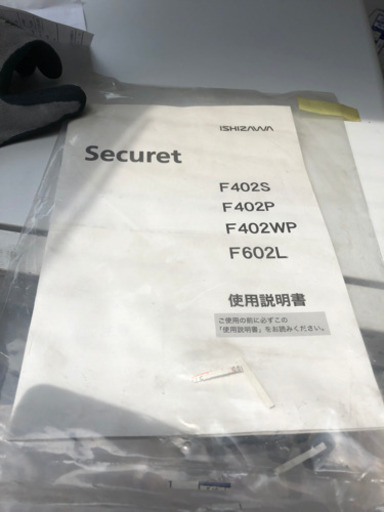 ISHIZAWA
Securet
F402S
F402P
F402WP
F602L
使用説明書
ご使用の前に必ずこの
「使用説明書」をお読みください。